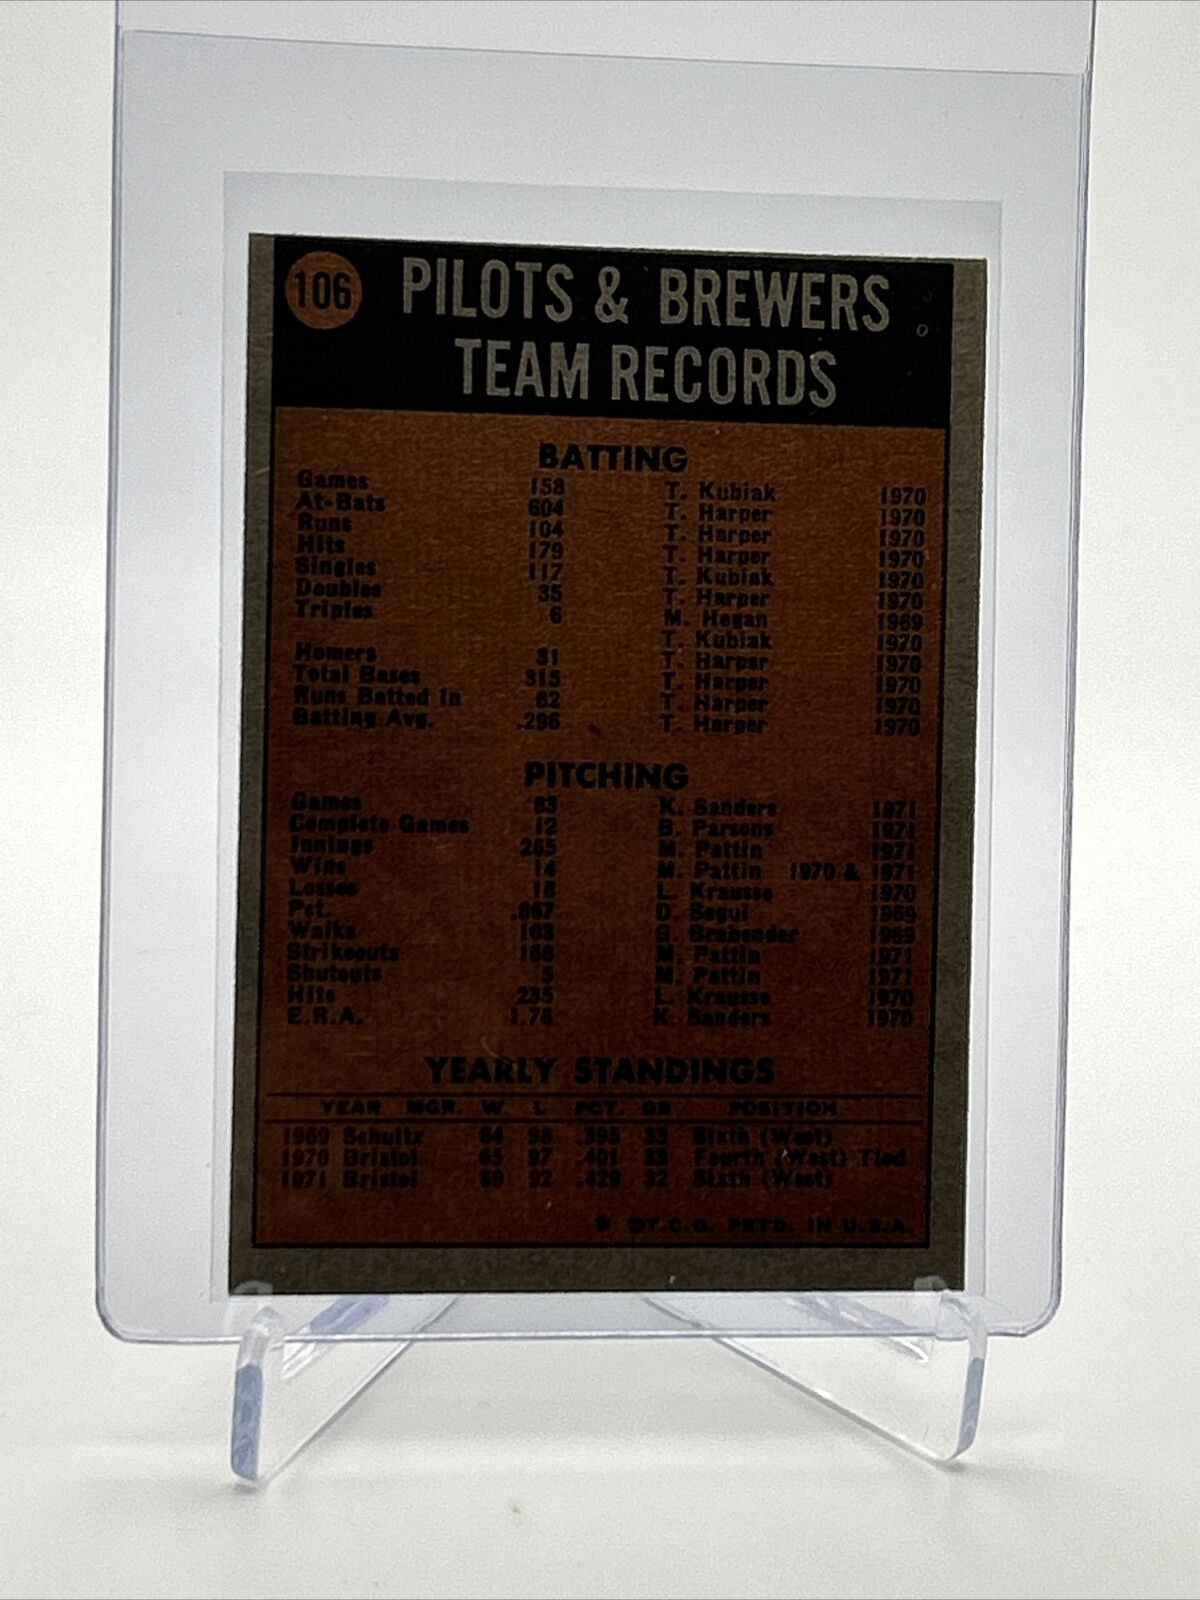 106
PILOTS & BREWERS
TEAM RECORDS
BATTING
Games 158 T. Kubiak 1970
At-Bats 604 T. Harper 1970
Runs 104 T. Harper 1970
Hits 179 T. Harper 1970
Singles 117 T. Kubiak 1970
Doubles 35 T. Harper 1970
Triples 6 M. Hegan 1969
T. Kubiak 1970
Homers 31 T. Harper 1970
Total Bases 315 T. Harper 1970
Runs Batted In 82 T. Harper 1970
Batting Avg. .296 T. Harper 1970
PITCHING
Games 83 K. Sanders 1971
Complete Games 12 B. Parsons 1971
Innings 265 M. Pattin 1971
Wins 14 M. Pattin 1970 & 1971
Losses 18 L. Krausse 1970
Pct. .667 D. Segui 1969
Walks 103 G. Brabender 1969
Strikeouts 168 M. Pattin 1971
Shutouts 5 M. Pattin 1971
Hits 235 L. Krausse 1970
E.R.A. 1.76 K. Sanders 1970
YEARLY STANDINGS
YEAR MGR. W L PCT. GB POSITION
1969 Schultz 64 98 .395 33 Sixth (West)
1970 Bristol 65 97 .401 33 Fourth (West) Tied
1971 Bristol 69 92 .429 32 Sixth (West)
© T.C.G. PRTD. IN U.S.A.